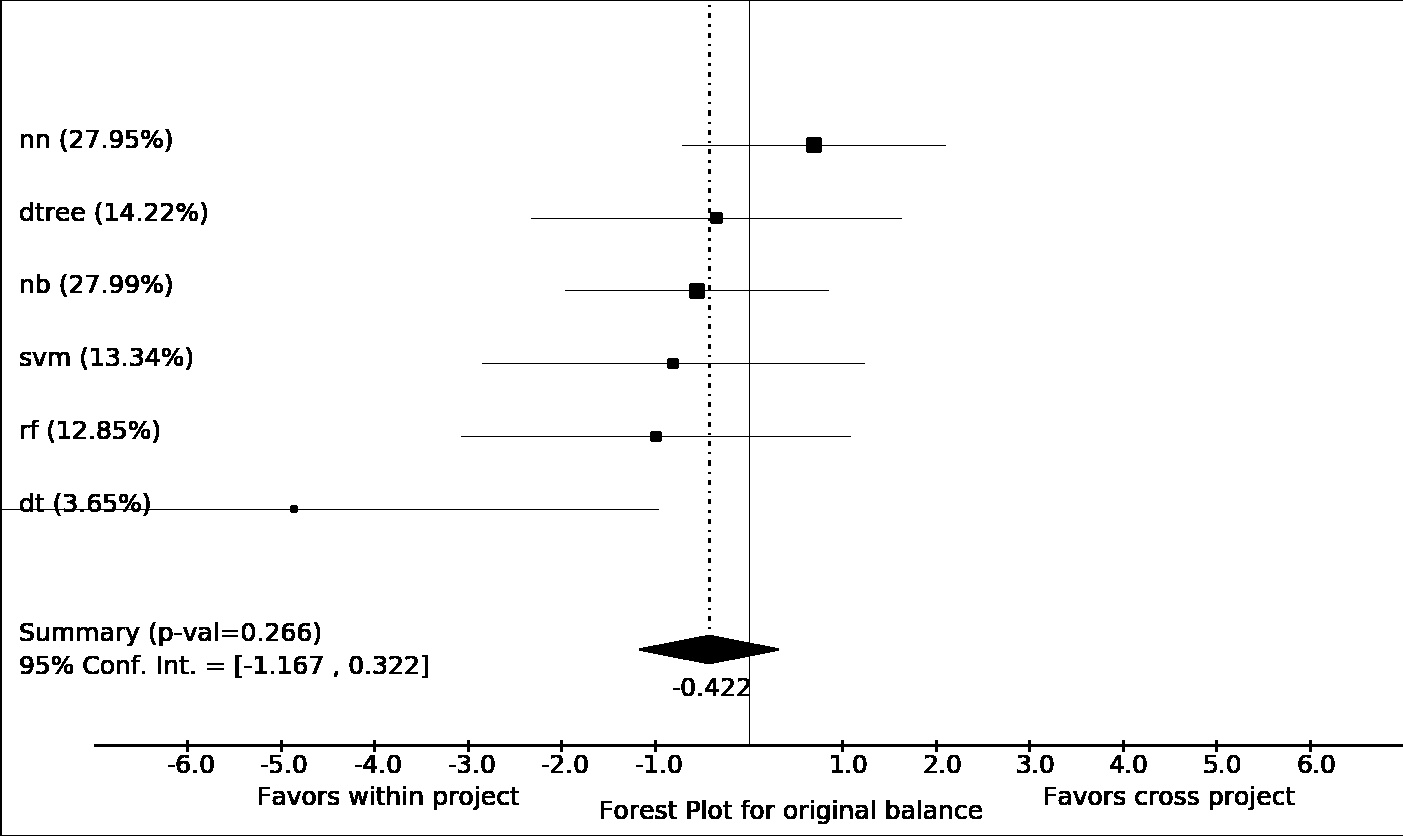 nn (27.95%)
dtree (14.22%)
nb (27.99%)
svm (13.34%)
rf (12.85%)
dt (3.65%)
Summary (p-val=0.266)
95% Conf. Int. = [-1.167 , 0.322]
-0.422
-6.0 -5.0 -4.0 -3.0 -2.0 -1.0 1.0 2.0 3.0 4.0 5.0 6.0
Favors within project Favors cross project
Forest Plot for original balance